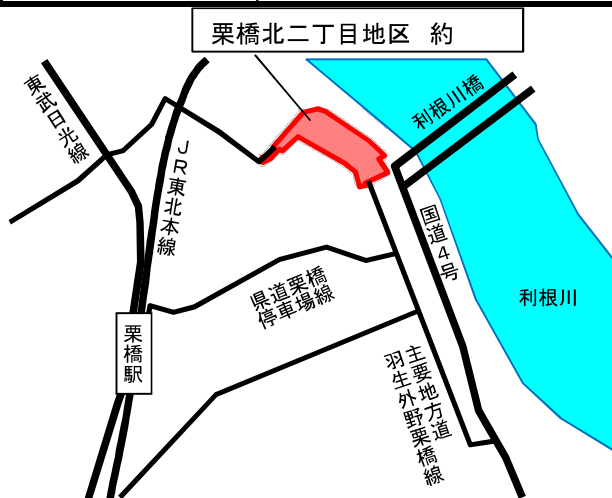 栗橋北二丁目地区 約
東武日光線
JR東北本線
利根川橋
国道4号
利根川
県道栗橋
停車場線
栗橋駅
主要地方道
羽生外野栗橋線